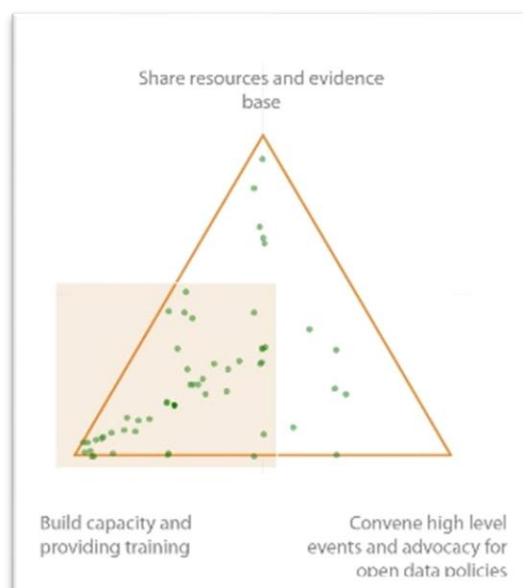 Share resources and evidence
base
Build capacity and
providing training
Convene high level
events and advocacy for
open data policies